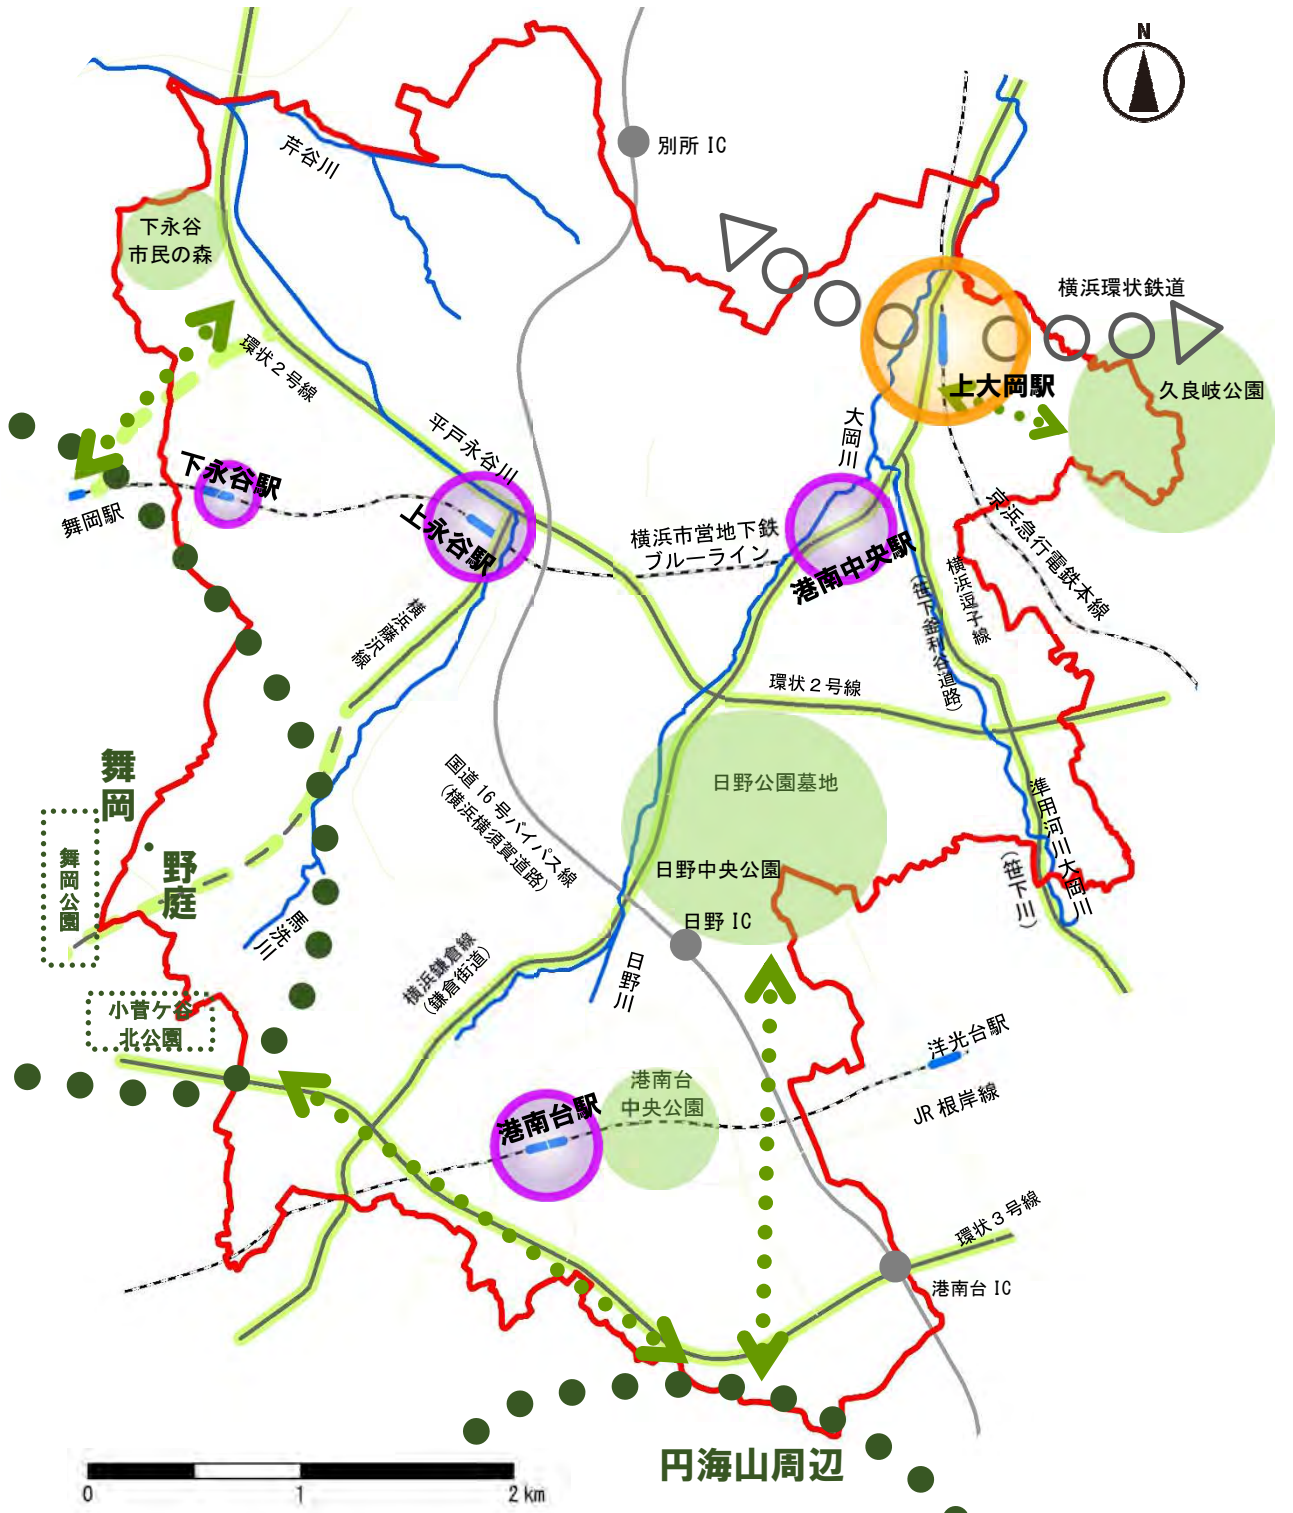 N
別所 IC
芹谷川
下永谷
市民の森
横浜環状鉄道
環状２号線
上大岡駅
久良岐公園
大岡川
平戸永谷川
下永谷駅
舞岡駅
上永谷駅
横浜市営地下鉄
ブルーライン
港南中央駅
京浜急行電鉄本線
横浜逗子線
(笹下釜利谷道路)
横浜藤沢線
環状２号線
舞岡
国道 16 号バイパス線
(横浜横須賀道路)
日野公園墓地
準用河川大岡川
(笹下川)
舞岡公園
野庭
日野中央公園
馬洗川
日野 IC
横浜鎌倉線
(鎌倉街道)
日野川
小菅ケ谷
北公園
洋光台駅
港南台
中央公園
港南台駅
JR 根岸線
環状３号線
港南台 IC
円海山周辺
0
1
2 km